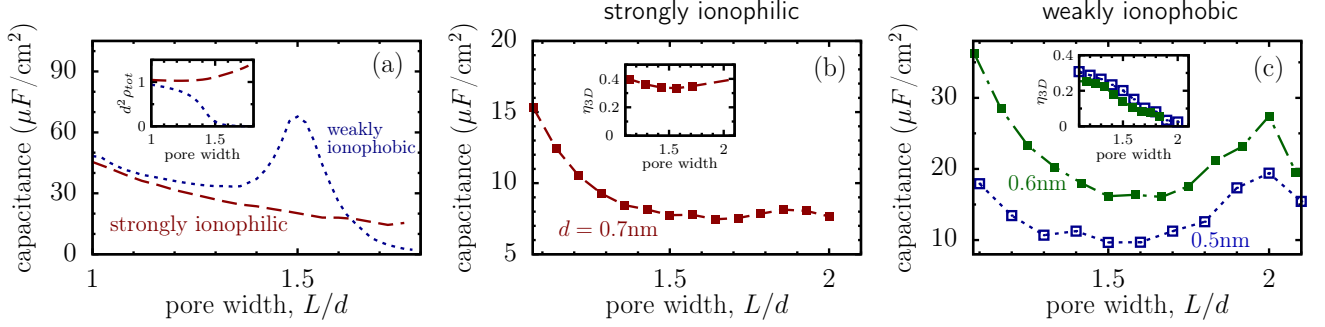 strongly ionophilic
weakly ionophobic
capacitance (μF/cm²)
90
60
30
0
1
1.5
pore width, L/d
(a)
d² ρtot
1
0
1
1.5
pore width
weakly
ionophobic
strongly ionophilic
capacitance (μF/cm²)
20
15
10
5
1
1.5
2
pore width, L/d
(b)
η3D
0.4
0.2
0
1.5
2
pore width
d = 0.7nm
capacitance (μF/cm²)
30
20
10
1.5
2
pore width, L/d
(c)
η3D
0.4
0.2
0
1.5
2
pore width
0.6nm
0.5nm